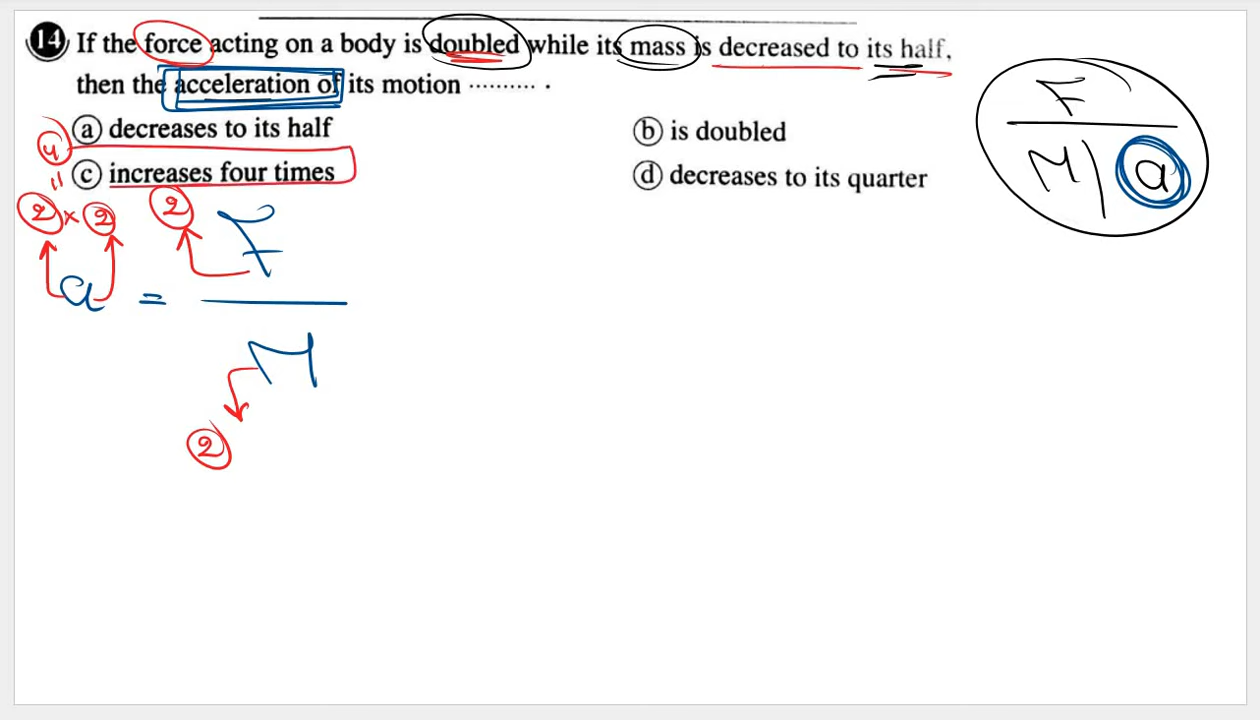 14 If the force acting on a body is doubled while its mass is decreased to its half,
then the acceleration of its motion .......... .
a decreases to its half
b is doubled
c increases four times
d decreases to its quarter
F
M | a
4
=
2 x 2
2 F
a = 
M
2